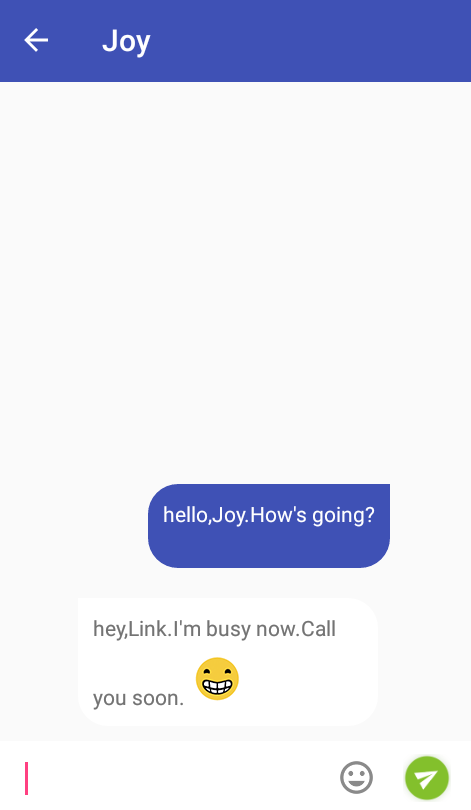 Joy
hello,Joy.How's going?
hey,Link.I'm busy now.Call
you soon. 😁